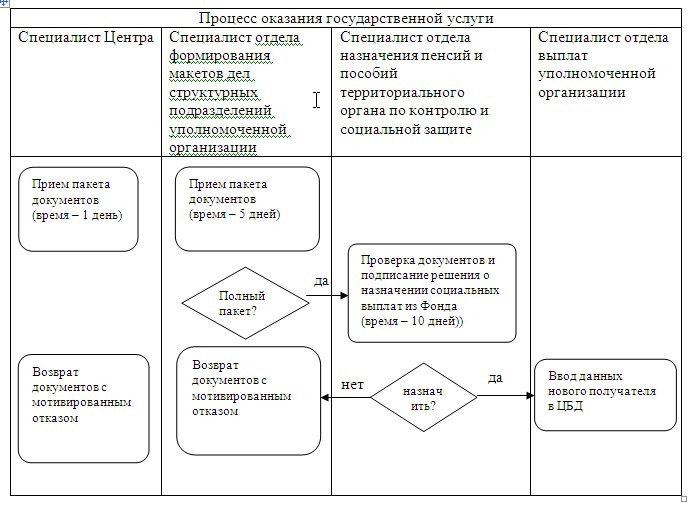 Процесс оказания государственной услуги
Специалист Центра
Специалист отдела
формирования
макетов дел
структурных
подразделений
уполномоченной
организации
Специалист отдела
назначения пенсий и
пособий
территориального
органа по контролю и
социальной защите
Специалист отдела
выплат
уполномоченной
организации
Прием пакета
документов
(время – 1 день)
Прием пакета
документов
(время – 5 дней)
Полный
пакет?
да
Проверка документов и
подписание решения о
назначении социальных
выплат из Фонда
(время – 10 дней))
Возврат
документов с
мотивированным
отказом
Возврат
документов с
мотивированным
отказом
нет
назнач
ить?
да
Ввод данных
нового получателя
в ЦБД